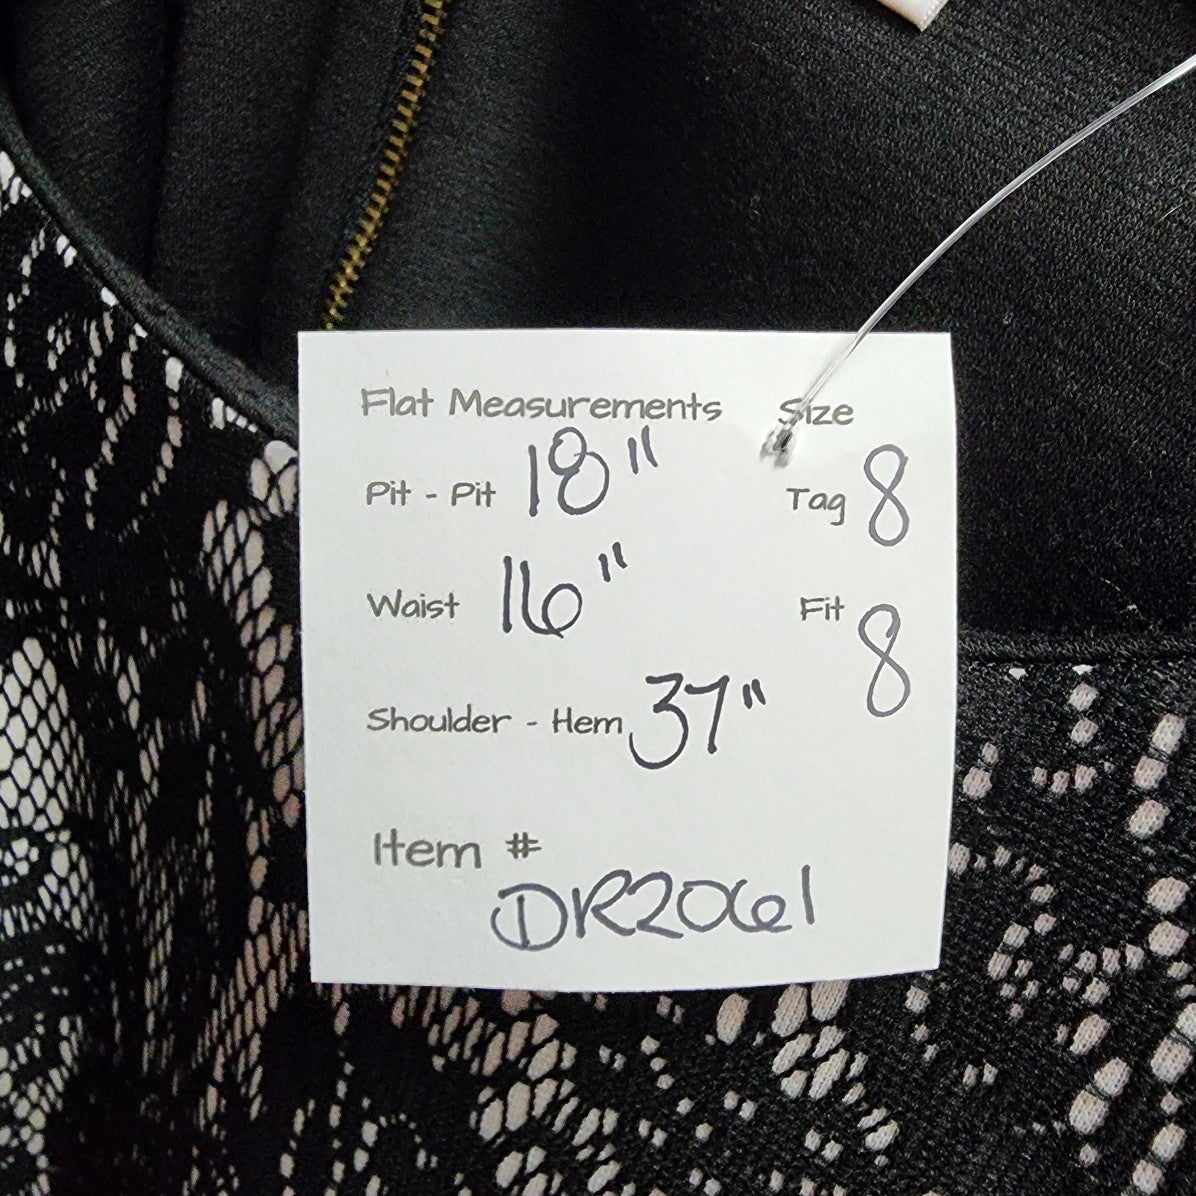 Flat Measurements Size
Pit - Pit 18" Tag 8
Waist 16" Fit 8
Shoulder - Hem 37"
Item #
DR2061